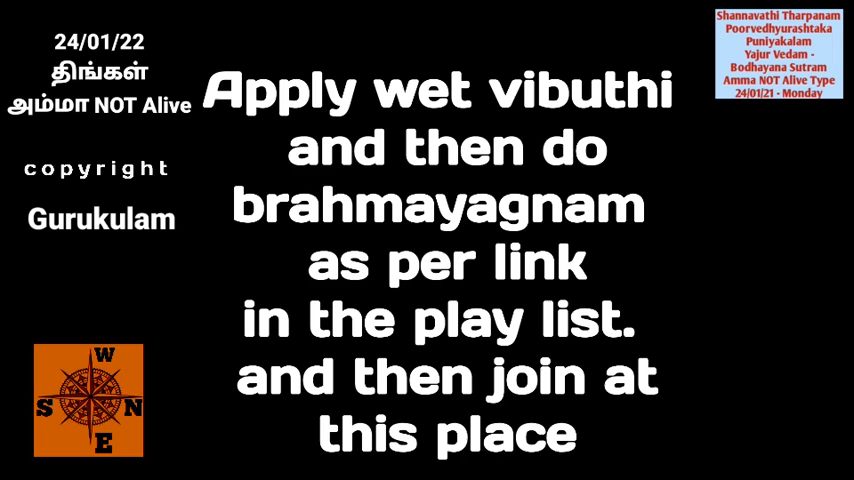 24/01/22
திங்கள்
அம்மா NOT Alive
copyright
Gurukulam
Apply wet vibuthi
and then do
brahmayagnam
as per link
in the play list.
and then join at
this place
Shannavathi Tharpanam
Poorvedhyurashtaka
Puniyakalam
Yajur Vedam -
Bodhayana Sutram
Amma NOT Alive Type
24/01/21 - Monday
W
S N
E